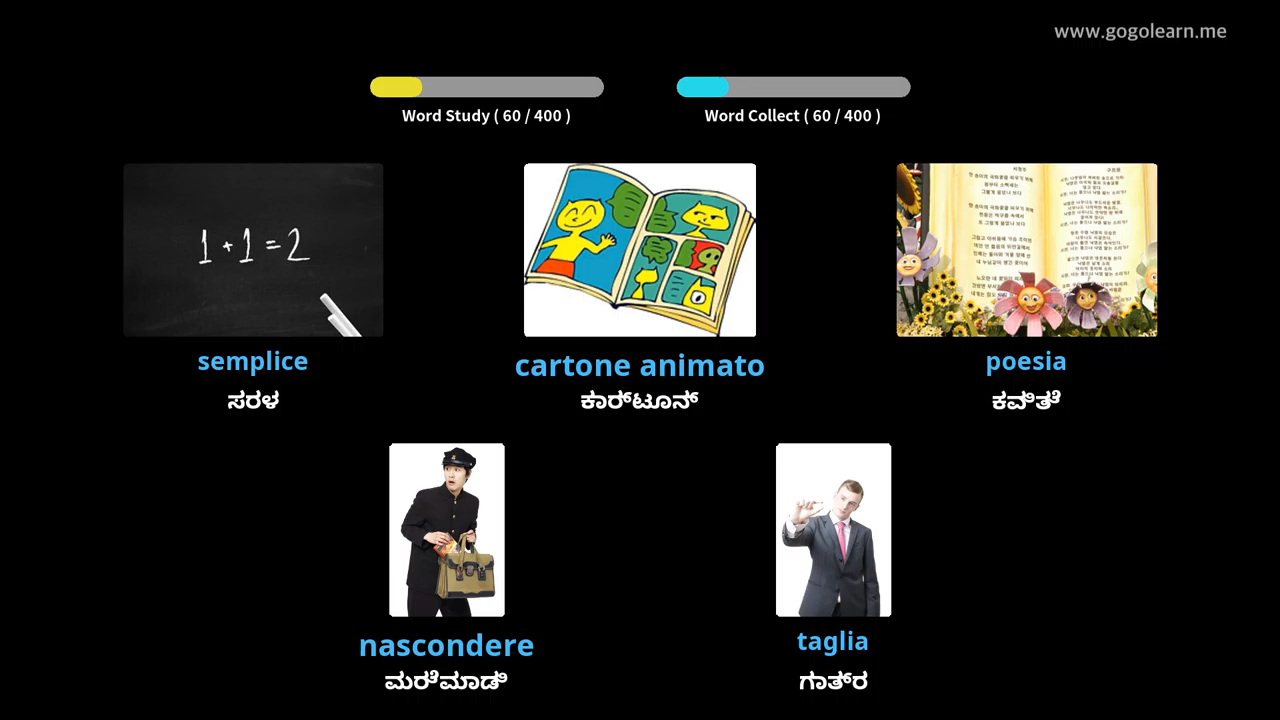 www.gogolearn.me
Word Study ( 60 / 400 )
Word Collect ( 60 / 400 )
1 + 1 = 2
semplice
ಸರಳ
cartone animato
ಕಾರ್ಟೂನ್
poesia
ಕವಿತೆ
nascondere
ಮರೆಮಾಡಿ
taglia
ಗಾತ್ರ